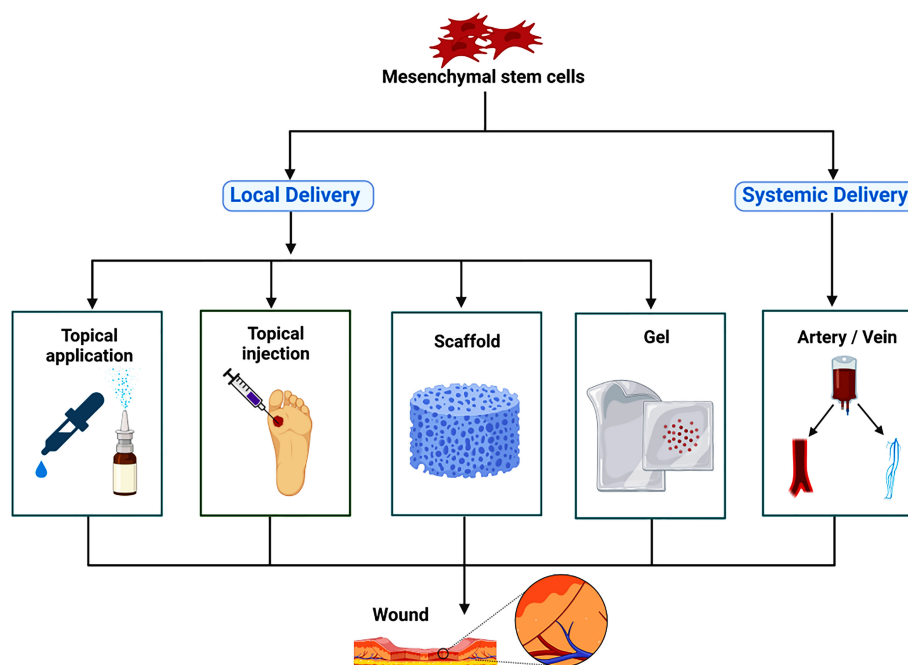 Mesenchymal stem cells
Local Delivery
Systemic Delivery
Topical
application
Topical
injection
Scaffold
Gel
Artery / Vein
Wound